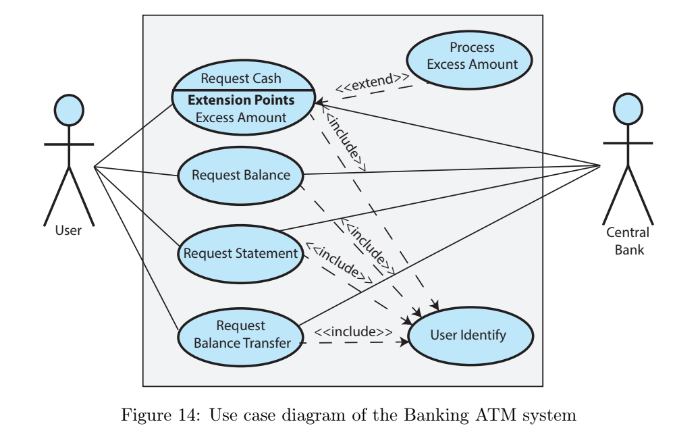 Process
Excess Amount
<<extend>>
Request Cash
Extension Points
Excess Amount
<<include>>
Request Balance
User
Central
Bank
<<include>>
Request Statement
<<include>>
Request
Balance Transfer
<<include>>
User Identify
Figure 14: Use case diagram of the Banking ATM system